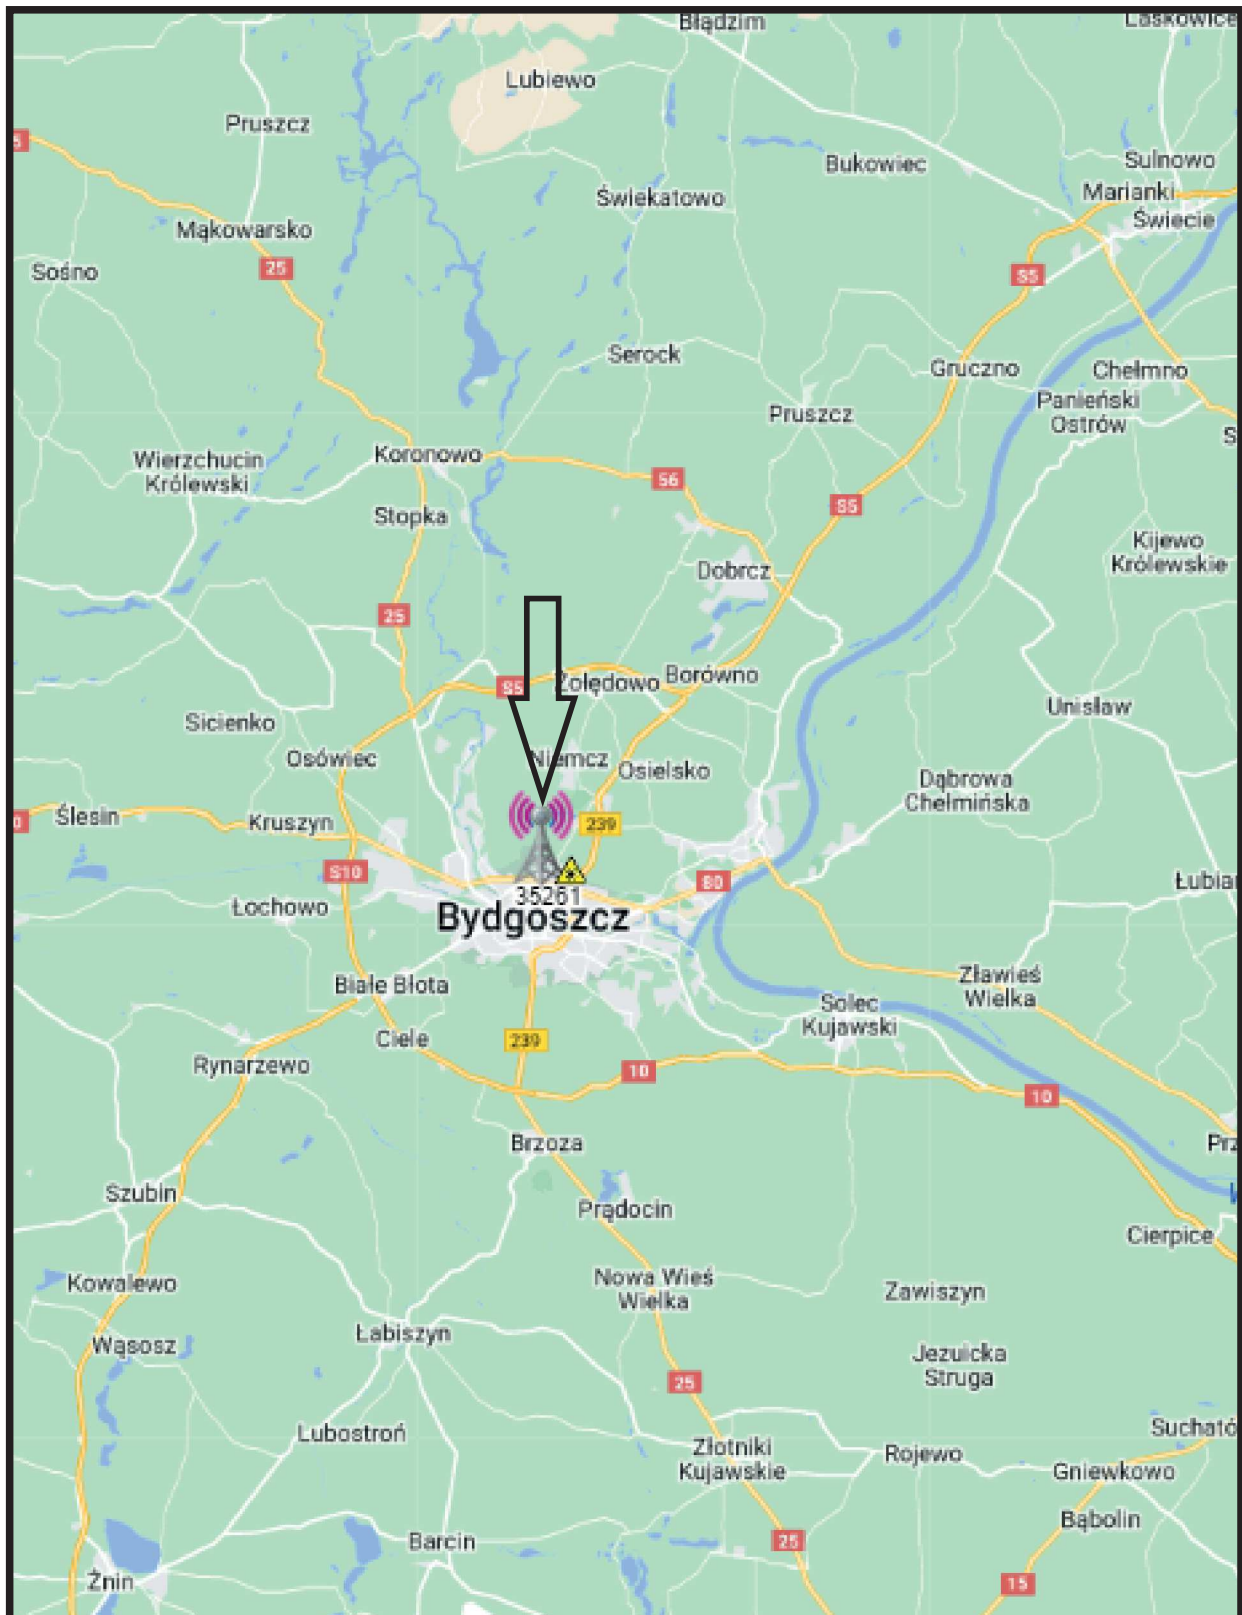 Błądzim
Laskowice
Lubiewo
Pruszcz
5
Bukowiec
Sulnowo
Marianki
Świecie
Świekatowo
Mąkowarsko
25
Sośno
S5
Serock
Gruczno
Chełmno
Panieński
Ostrów
Pruszcz
S
Koronowo
Wierzchucin
Królewski
56
S5
Stopka
Kijewo
Królewskie
Dobrcz
25
S5
Żołędowo
Borówno
Unisław
Sicienko
Osówiec
Niemcz
Osielsko
Dąbrowa
Chełmińska
0
Ślesin
Kruszyn
239
S10
80
Łubia
35261
Łochowo
Bydgoszcz
Białe Błota
Zławieś
Wielka
Solec
Kujawski
Ciele
239
Rynarzewo
10
10
Brzoza
Prz
Szubin
Prądocin
Cierpice
Kowalewo
Nowa Wieś
Wielka
Zawiszyn
Wąsosz
Łabiszyn
Jezuicka
Struga
25
Lubostroń
Sucható
Złotniki
Kujawskie
Rojewo
Gniewkowo
Bąbolin
Barcin
25
Żnin
15